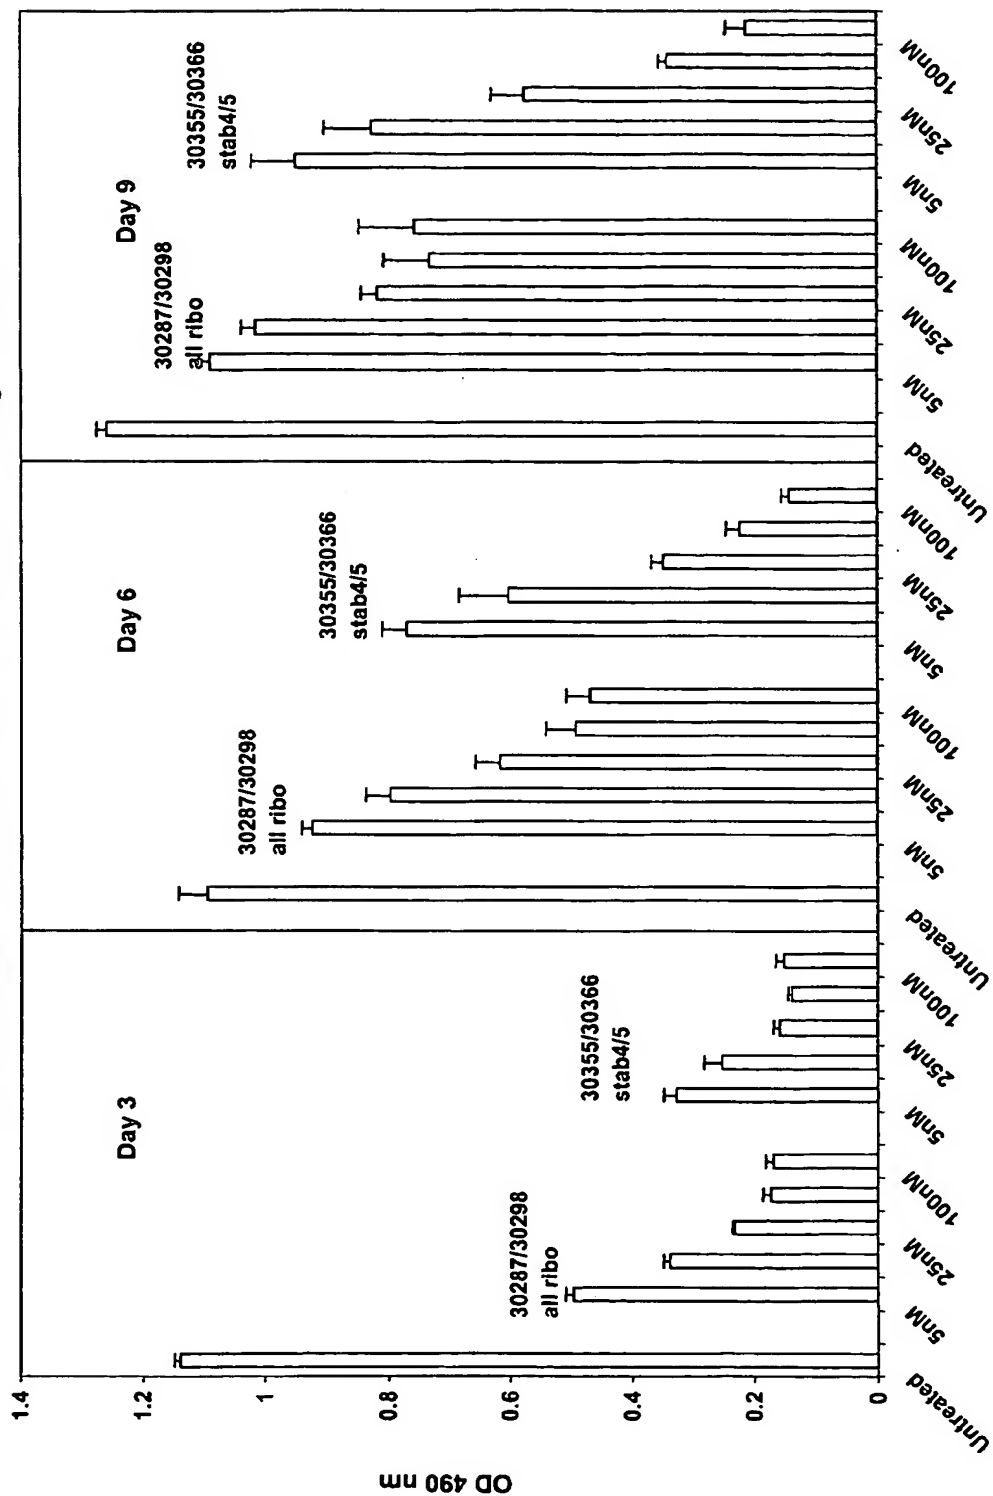 Day 3
Day 6
Day 9
30287/30298
all ribo
30355/30366
stab4/5
30287/30298
all ribo
30355/30366
stab4/5
30287/30298
all ribo
30355/30366
stab4/5
OD 490 nm
1.4
1.2
1
0.8
0.6
0.4
0.2
0
Untreated
5nM
25nM
100nM
5nM
25nM
100nM
Untreated
5nM
25nM
100nM
5nM
25nM
100nM
Untreated
5nM
25nM
100nM
5nM
25nM
100nM